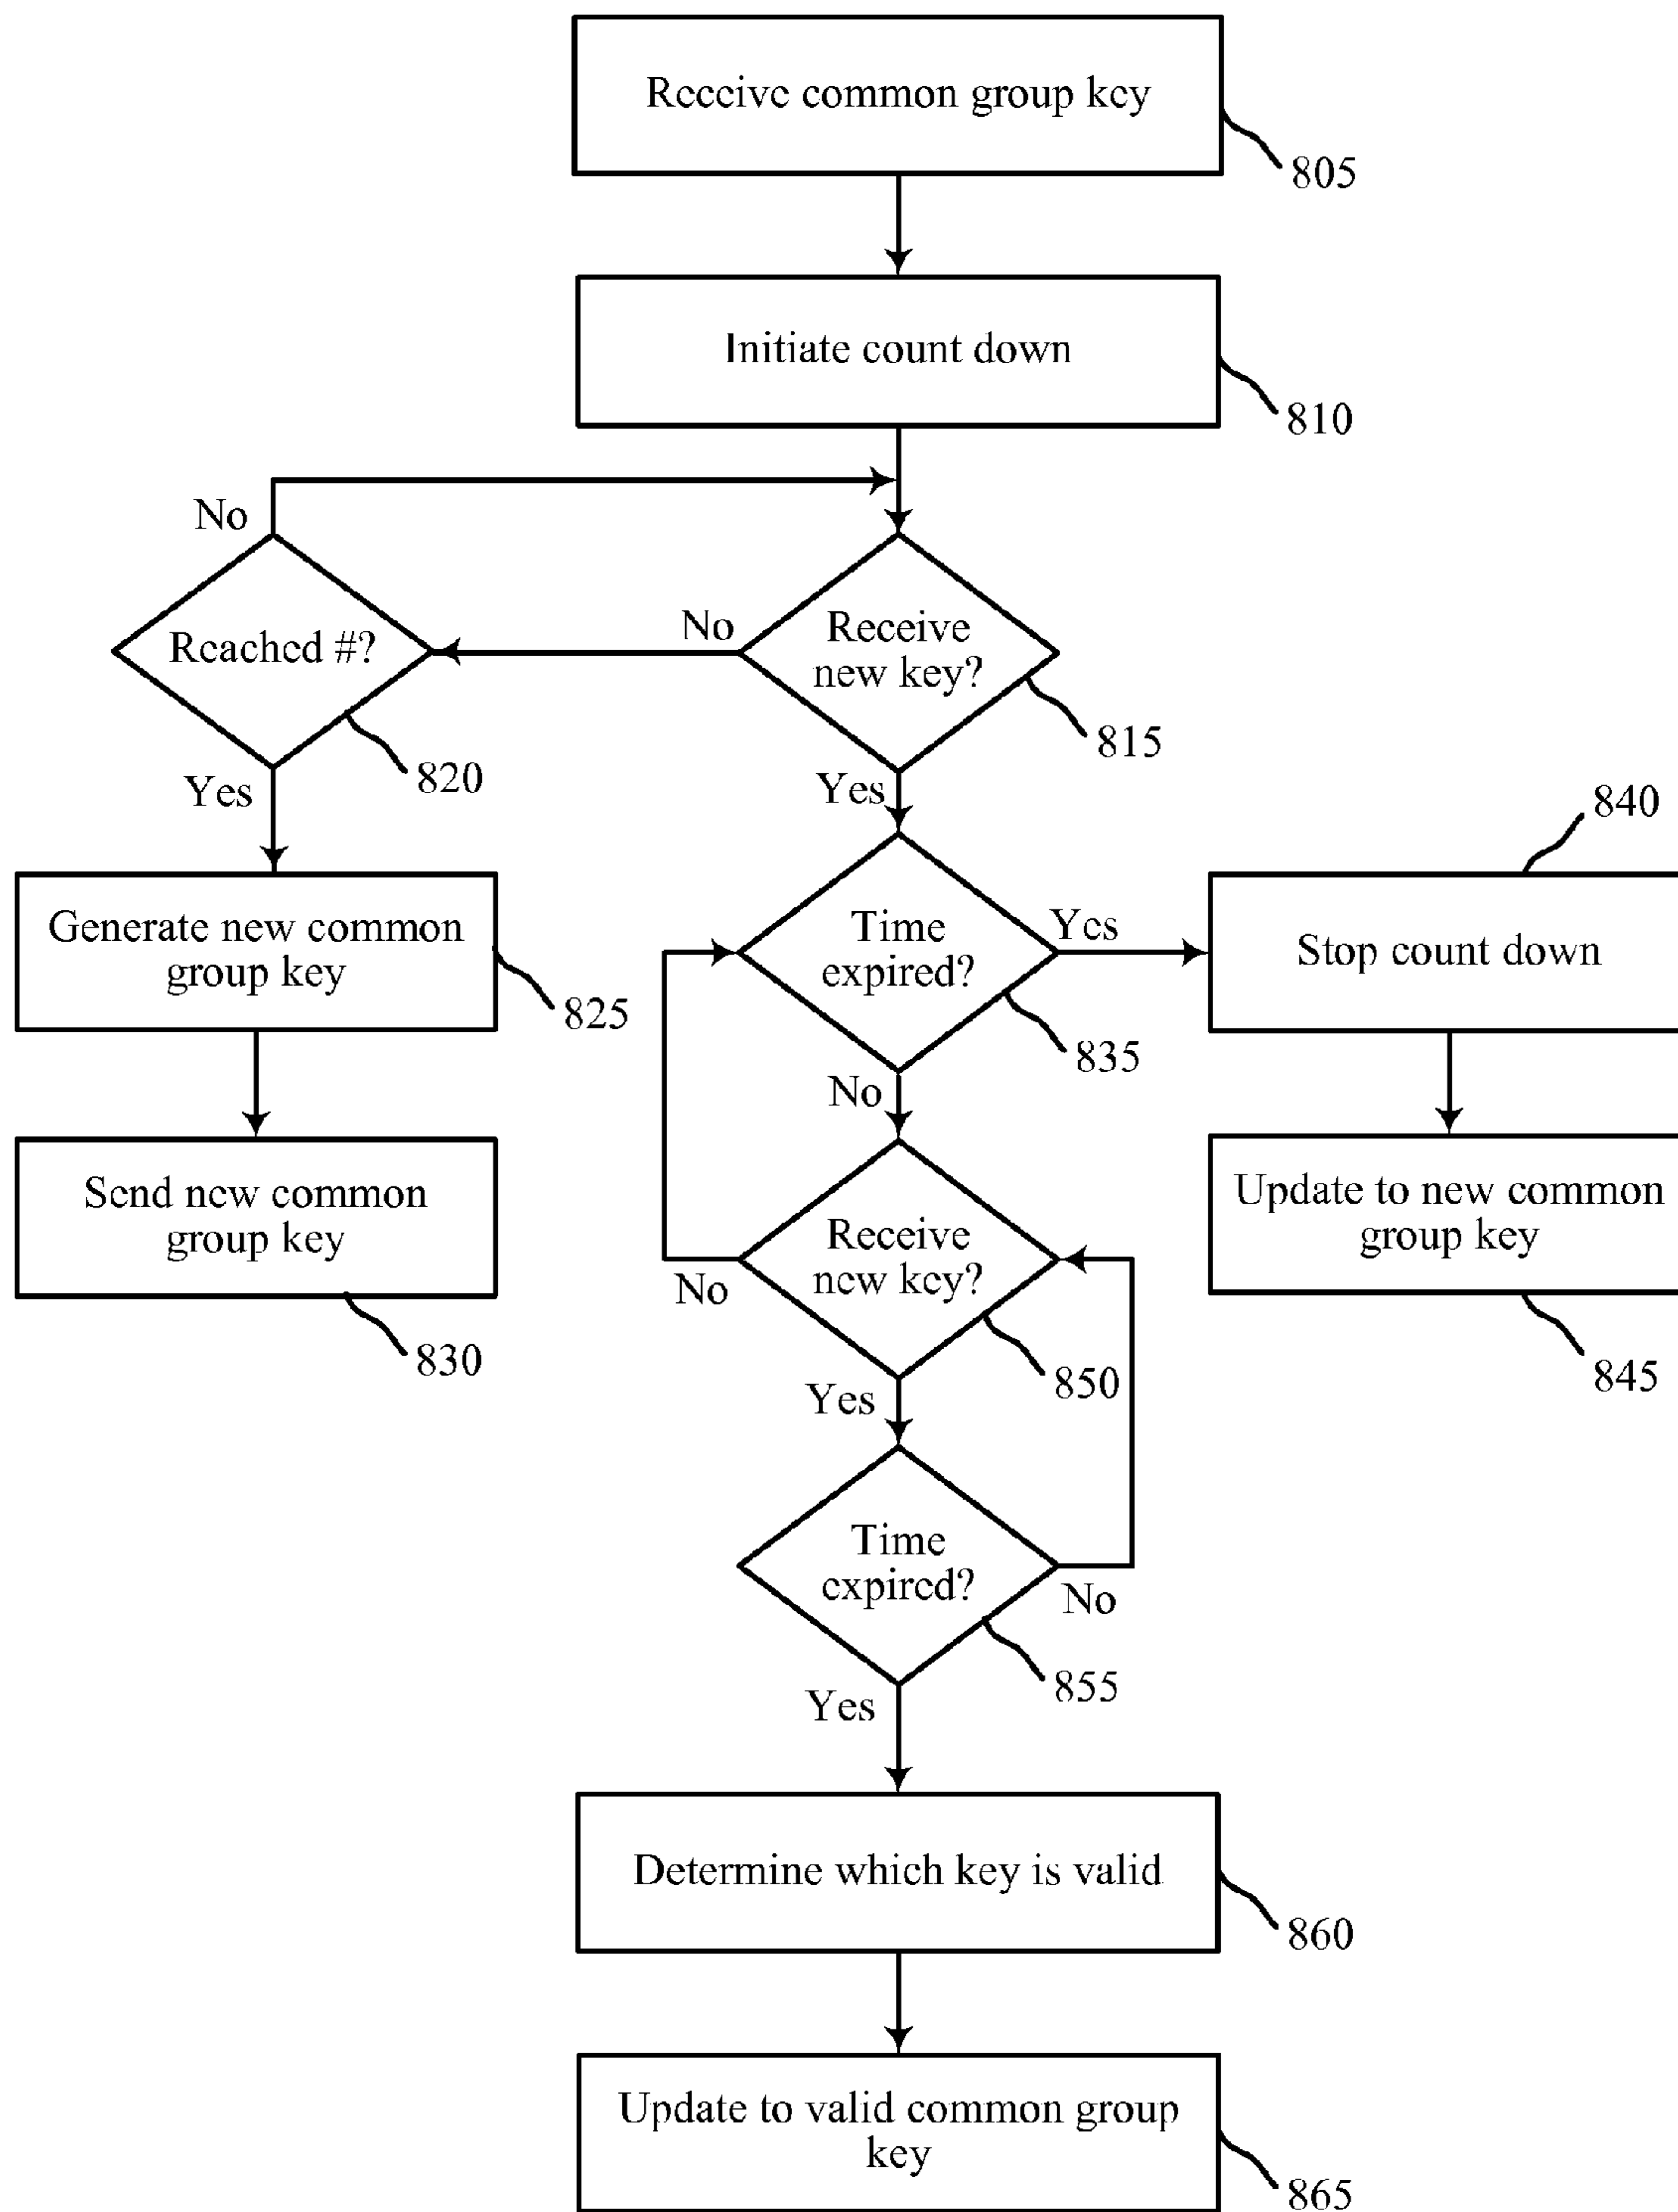 Receive common group key
805
Initiate count down
810
No
Reached #?
820
No
Receive
new key?
815
Yes
Yes
840
Generate new common
group key
825
Time
expired?
835
Yes
Stop count down
No
Send new common
group key
830
Receive
new key?
850
No
Update to new common
group key
845
Yes
Time
expired?
No
855
Yes
Determine which key is valid
860
Update to valid common group
key
865